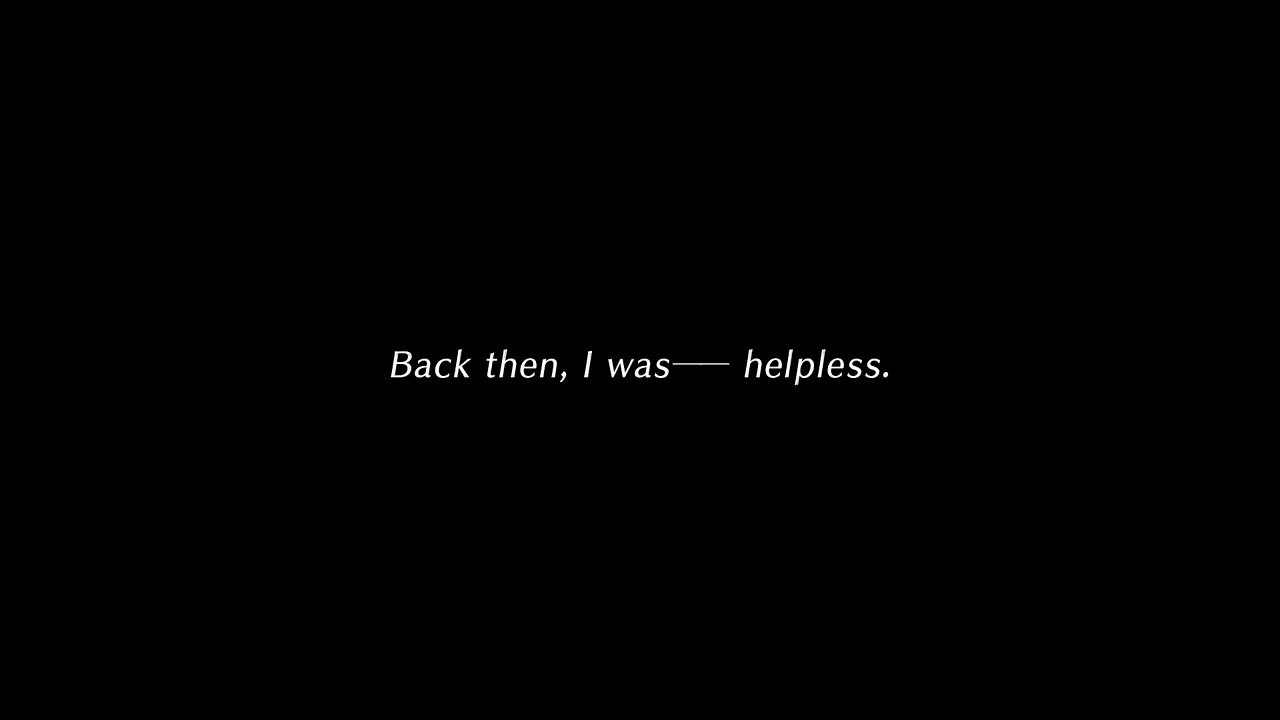 Back then, I was—— helpless.